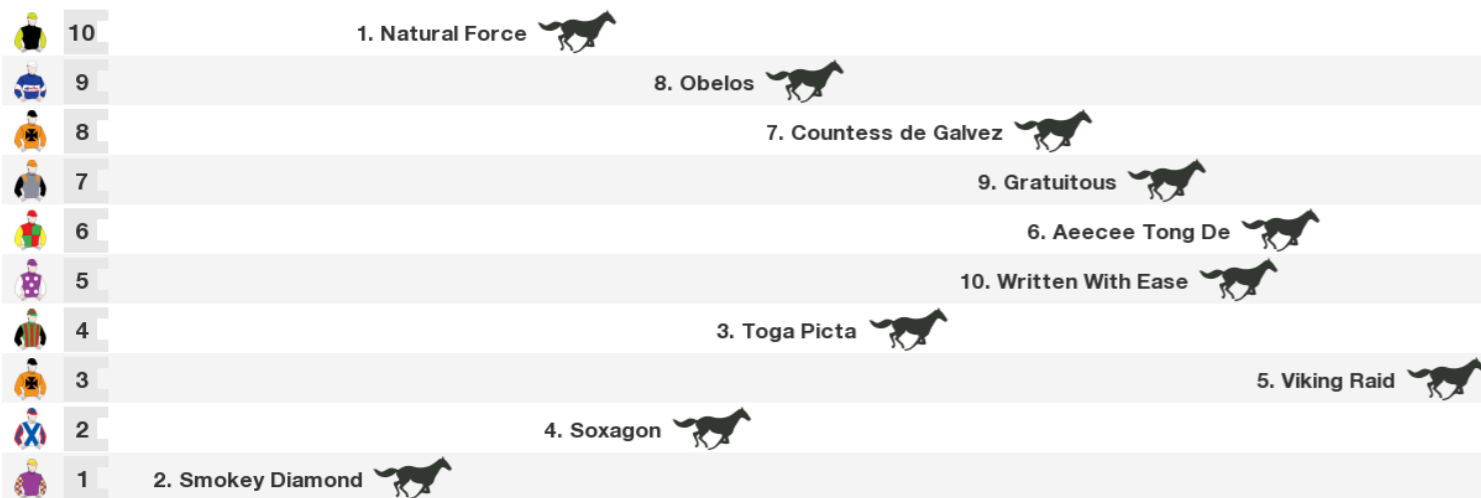 10 1. Natural Force
9 8. Obelos
8 7. Countess de Galvez
7 9. Gratuitous
6 6. Aeecee Tong De
5 10. Written With Ease
4 3. Toga Picta
3 5. Viking Raid
2 4. Soxagon
1 2. Smokey Diamond